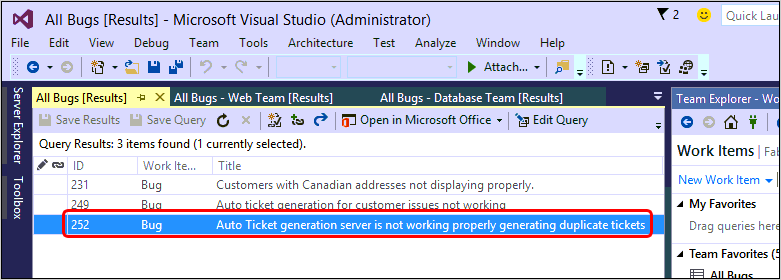 All Bugs [Results] - Microsoft Visual Studio (Administrator)
2
Quick Lau
File Edit View Debug Team Tools Architecture Test Analyze Window Help
Attach...
Server Explorer
Toolbox
All Bugs [Results] All Bugs - Web Team [Results] All Bugs - Database Team [Results]
Save Results Save Query Open in Microsoft Office Edit Query
Query Results: 3 items found (1 currently selected).
ID Work Ite... Title
231 Bug Customers with Canadian addresses not displaying properly.
249 Bug Auto ticket generation for customer issues not working
252 Bug Auto Ticket generation server is not working properly generating duplicate tickets
Team Explorer - Work
Work Items | Fab
New Work Item
My Favorites
Drag queries here
Team Favorites (5
All Bugs